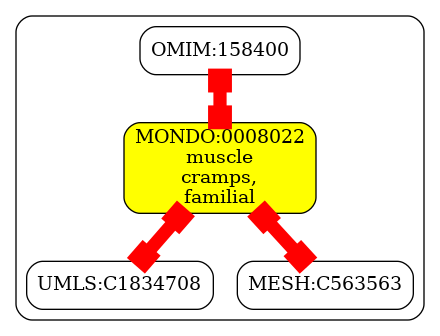 OMIM:158400
MONDO:0008022
muscle
cramps,
familial
UMLS:C1834708
MESH:C563563